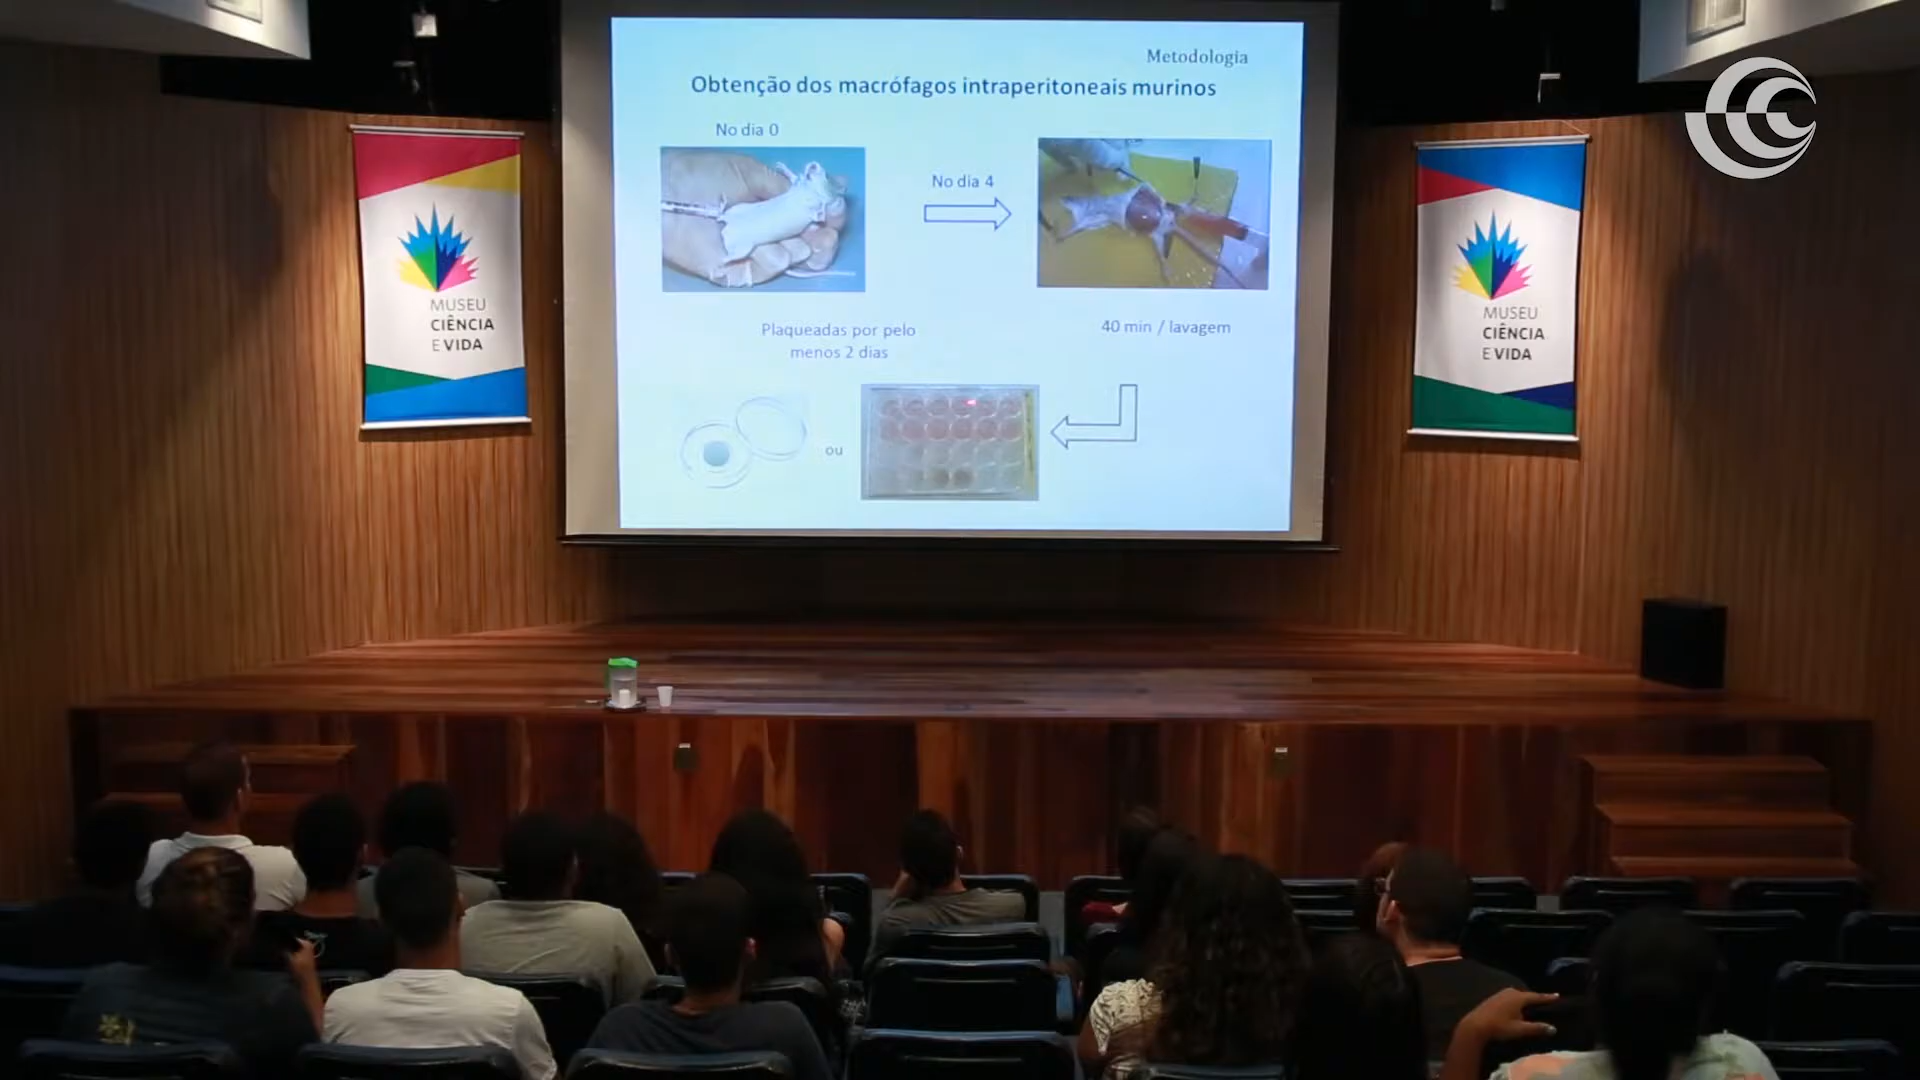 Metodologia
Obtenção dos macrófagos intraperitoneais murinos
No dia 0
No dia 4
Plaqueadas por pelo
menos 2 dias
40 min / lavagem
ou
MUSEU
CIÊNCIA
E VIDA
MUSEU
CIÊNCIA
E VIDA